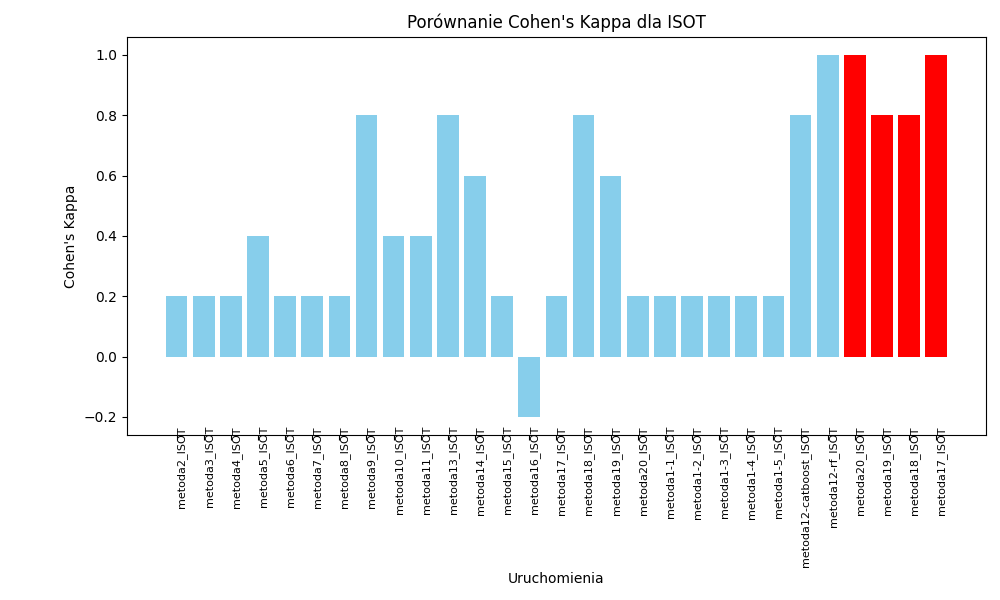 Porównanie Cohen's Kappa dla ISOT
Cohen's Kappa
1.0
0.8
0.6
0.4
0.2
0.0
−0.2
metoda2_ISOT
metoda3_ISOT
metoda4_ISOT
metoda5_ISOT
metoda6_ISOT
metoda7_ISOT
metoda8_ISOT
metoda9_ISOT
metoda10_ISOT
metoda11_ISOT
metoda13_ISOT
metoda14_ISOT
metoda15_ISOT
metoda16_ISOT
metoda17_ISOT
metoda18_ISOT
metoda19_ISOT
metoda20_ISOT
metoda1-1_ISOT
metoda1-2_ISOT
metoda1-3_ISOT
metoda1-4_ISOT
metoda1-5_ISOT
metoda12-catboost_ISOT
metoda12-rf_ISOT
metoda20_ISOT
metoda19_ISOT
metoda18_ISOT
metoda17_ISOT
Uruchomienia